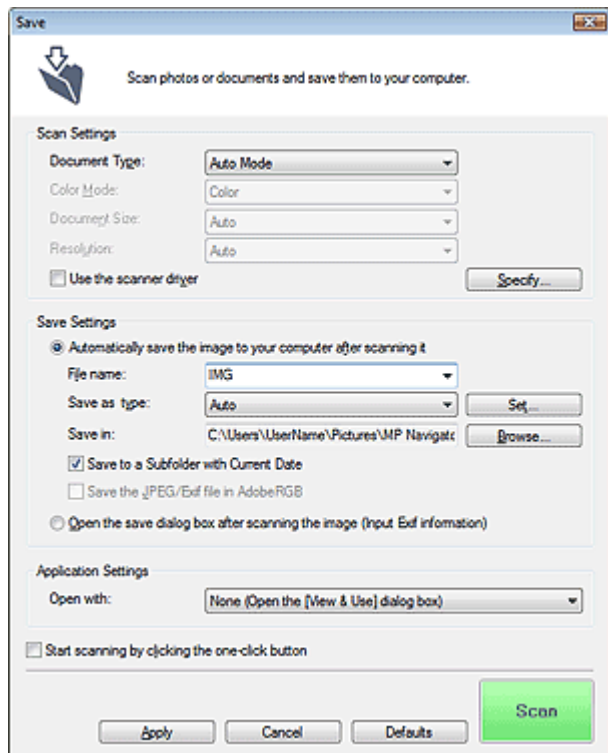 Save
Scan photos or documents and save them to your computer.
Scan Settings
Document Type: Auto Mode
Color Mode: Color
Document Size: Auto
Resolution: Auto
Use the scanner driver Specify...
Save Settings
Automatically save the image to your computer after scanning it
File name: IMG
Save as type: Auto Set...
Save in: C:\Users\UserName\Pictures\MP Navigato Browse...
Save to a Subfolder with Current Date
Save the JPEG/Exif file in AdobeRGB
Open the save dialog box after scanning the image (Input Exif information)
Application Settings
Open with: None (Open the [View & Use] dialog box)
Start scanning by clicking the one-click button
Scan
Apply Cancel Defaults